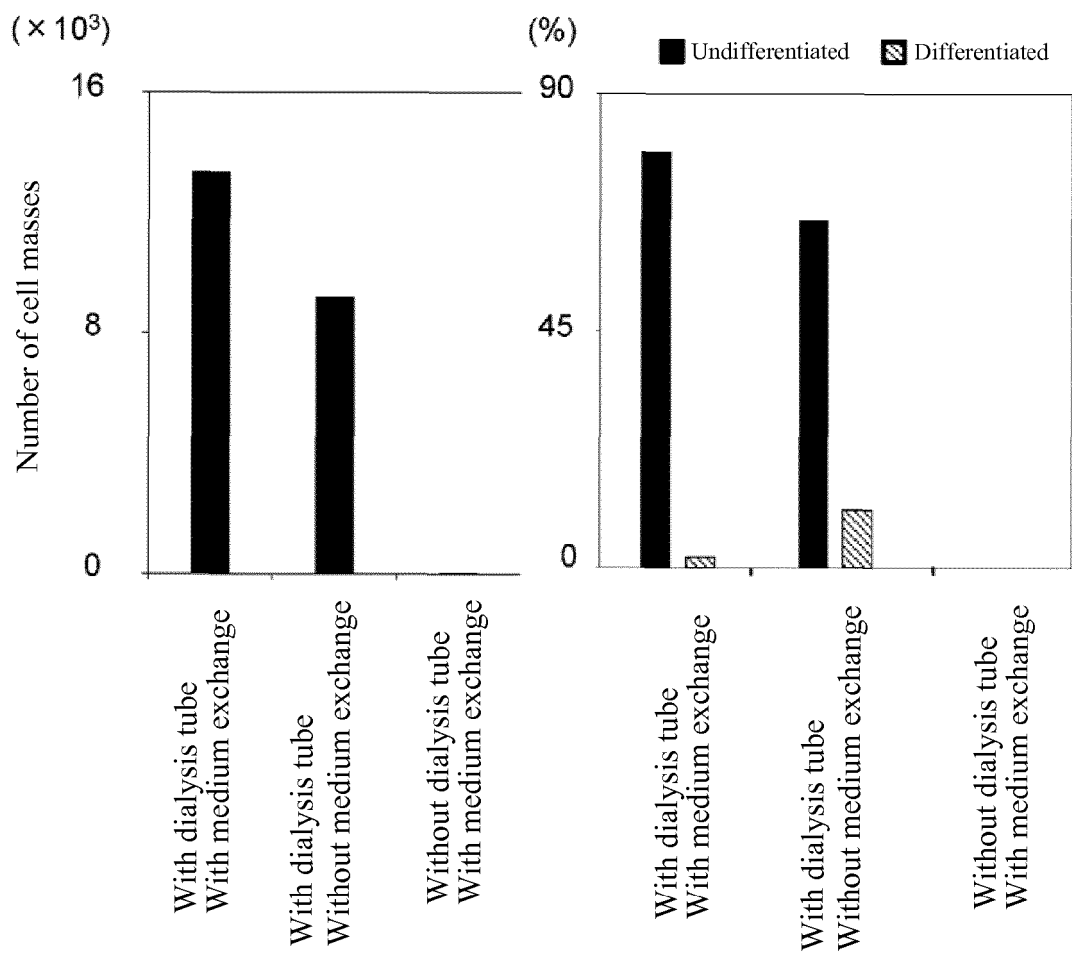 (×10³)
16
8
0
Number of cell masses
With dialysis tube
With medium exchange
With dialysis tube
Without medium exchange
Without dialysis tube
With medium exchange
(%)
Undifferentiated
Differentiated
90
45
0
With dialysis tube
With medium exchange
With dialysis tube
Without medium exchange
Without dialysis tube
With medium exchange